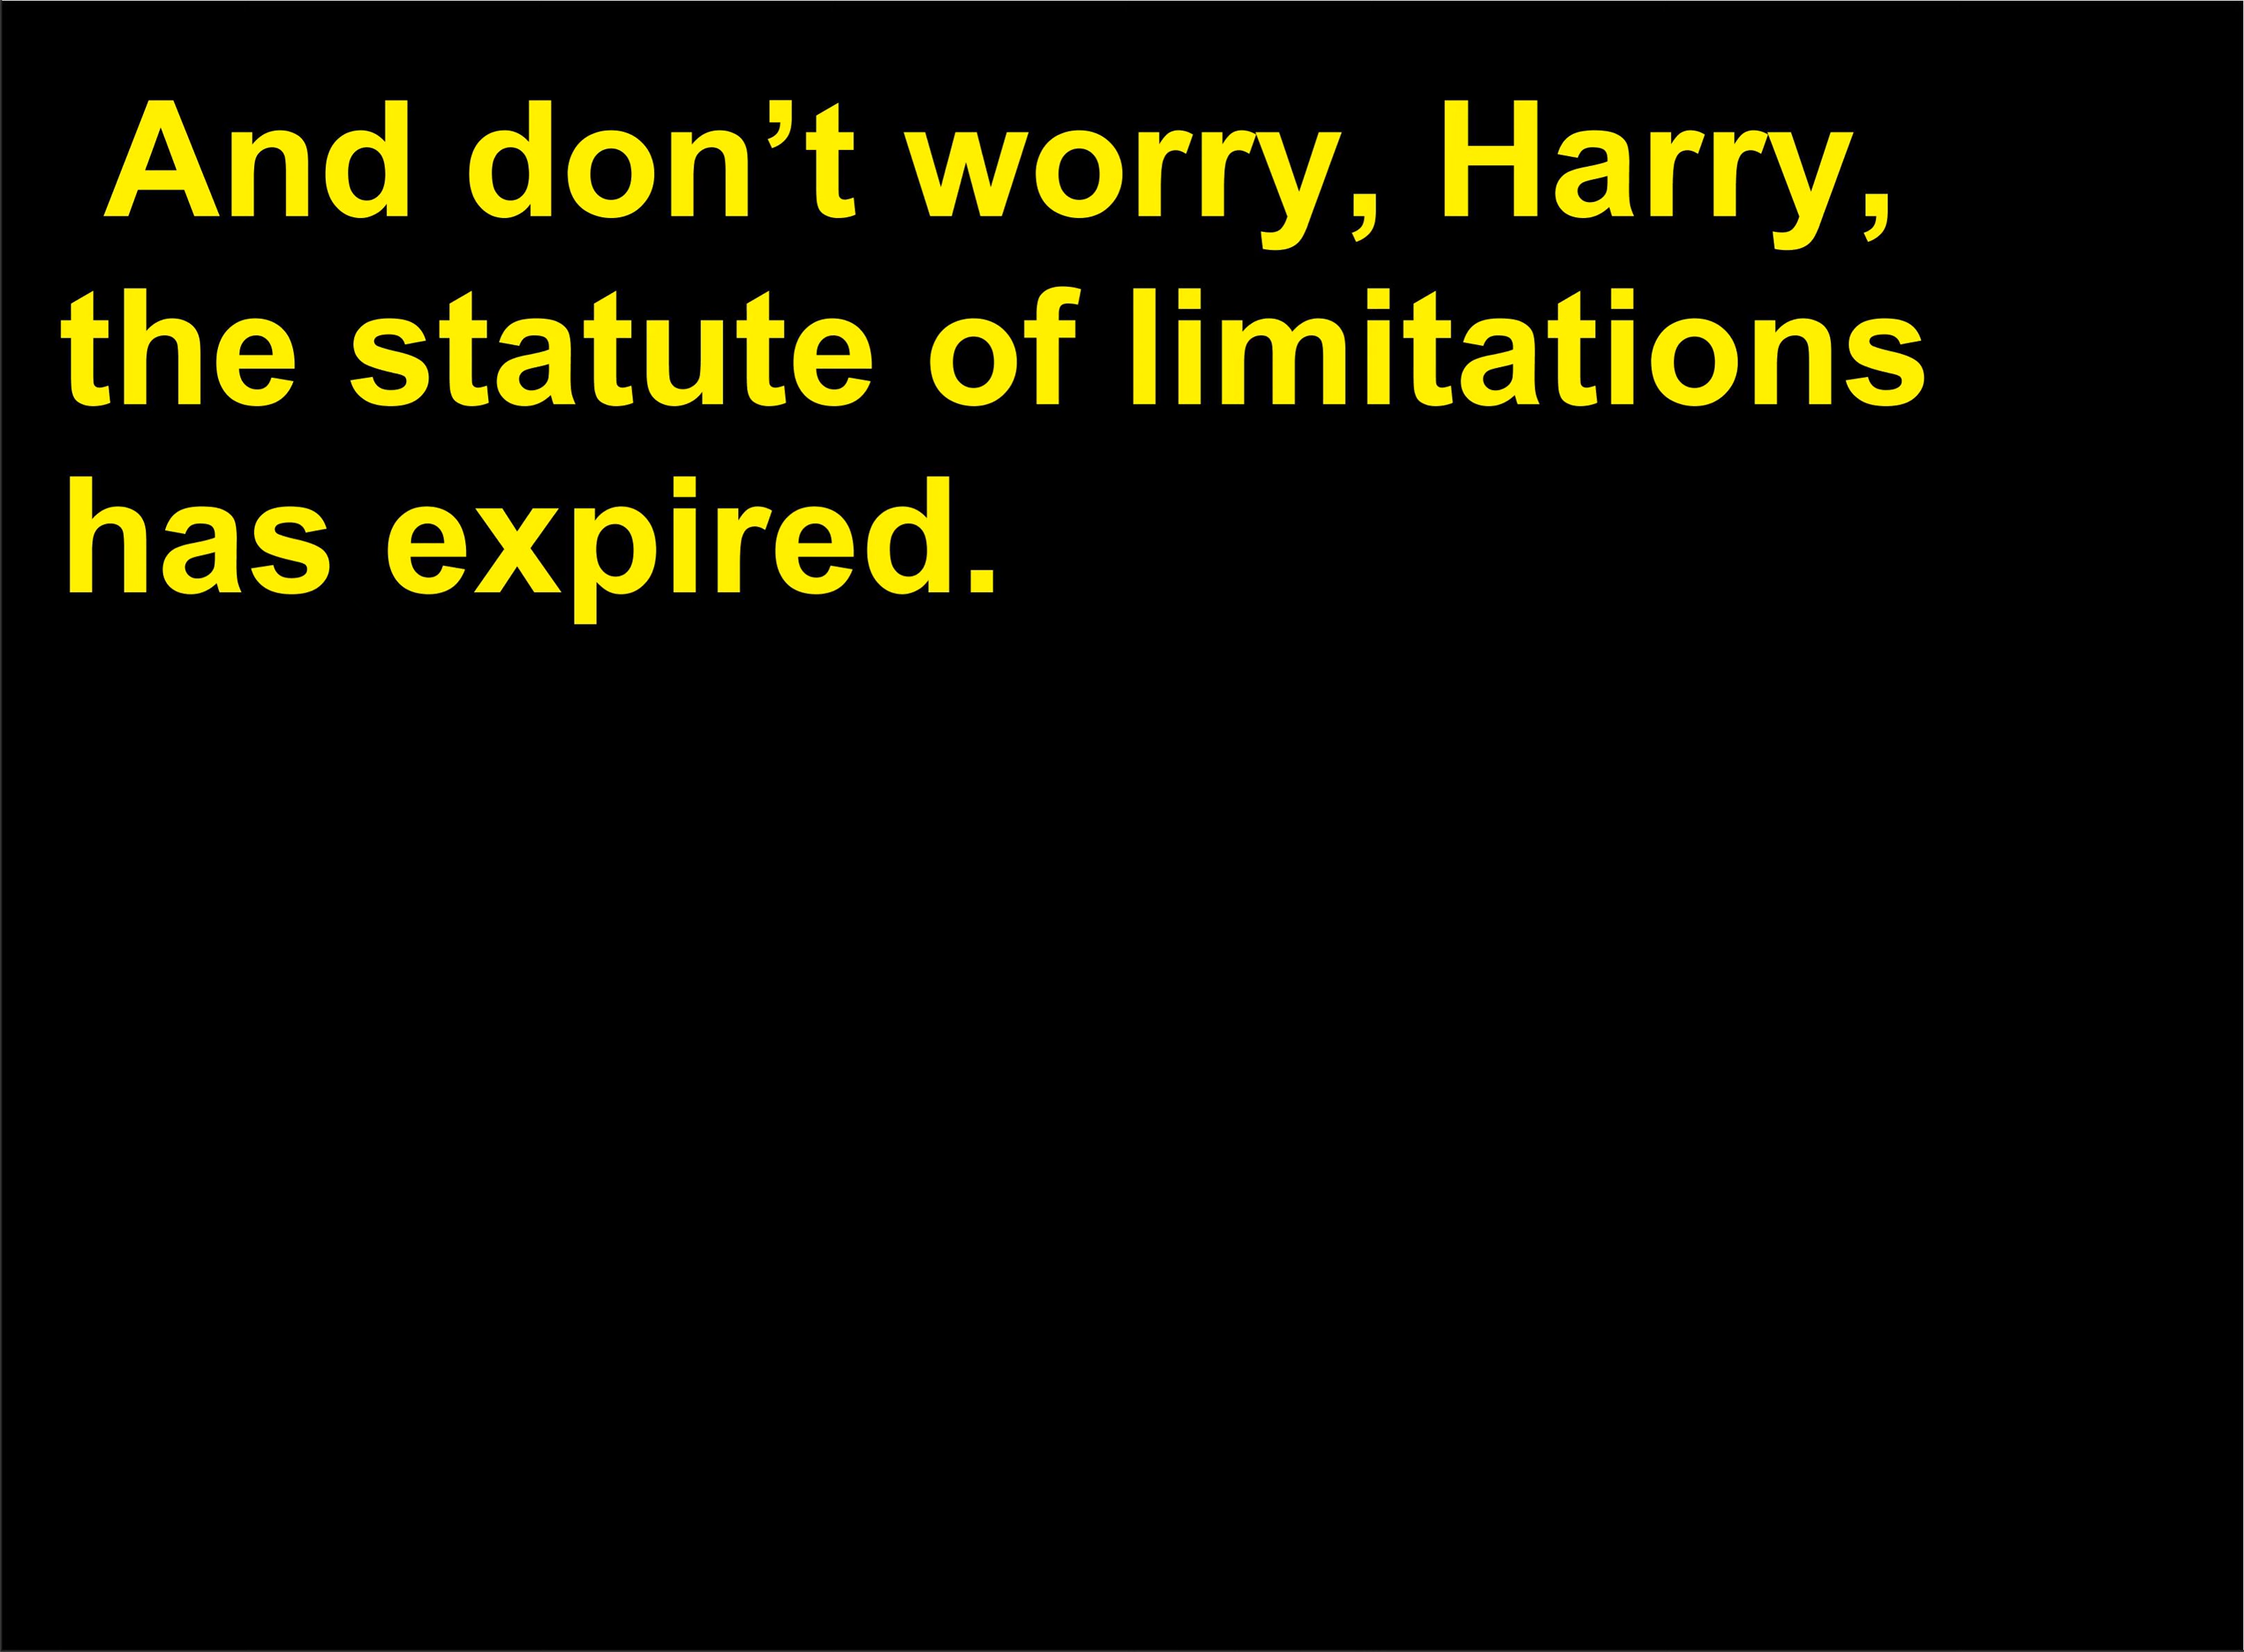 And don’t worry, Harry,
the statute of limitations
has expired.